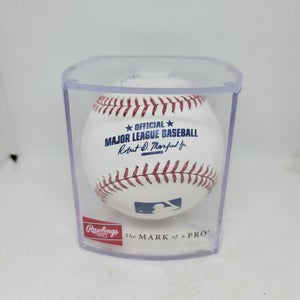 OFFICIAL
MAJOR LEAGUE BASEBALL
Robert D. Manfred Jr.
Rawlings
The MARK of a PRO®